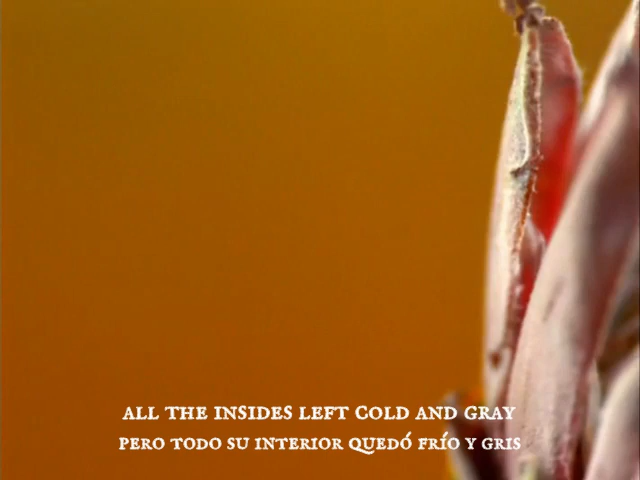 ALL THE INSIDES LEFT COLD AND GRAY
PERO TODO SU INTERIOR QUEDÓ FRÍO Y GRIS